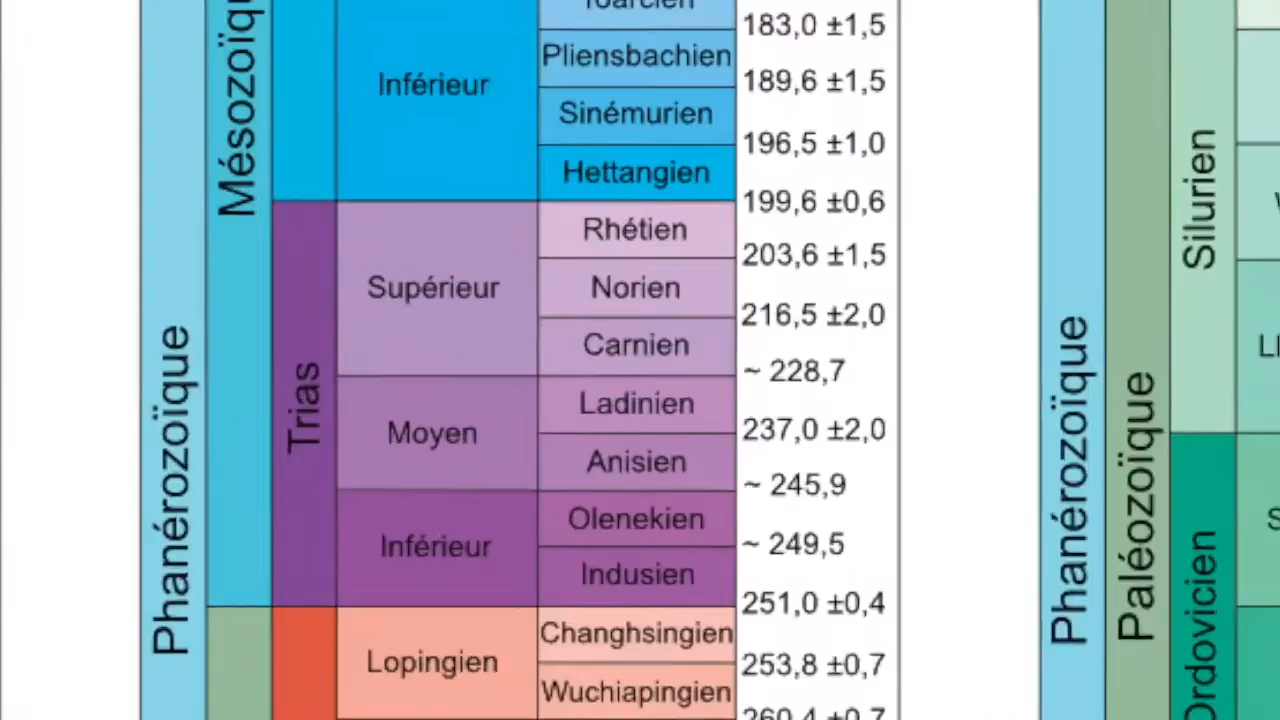 Phanérozoïque
Trias
Inférieur
Pliensbachien
Sinémurien
Hettangien
Supérieur
Rhétien
Norien
Carnien
Moyen
Ladinien
Anisien
Inférieur
Olenekien
Indusien
Lopingien
Changhsingien
Wuchiapingien
183,0 ±1,5
189,6 ±1,5
196,5 ±1,0
199,6 ±0,6
203,6 ±1,5
216,5 ±2,0
~ 228,7
237,0 ±2,0
~ 245,9
~ 249,5
251,0 ±0,4
253,8 ±0,7
Phanérozoïque
Paléozoïque
Silurien
Ordovicien